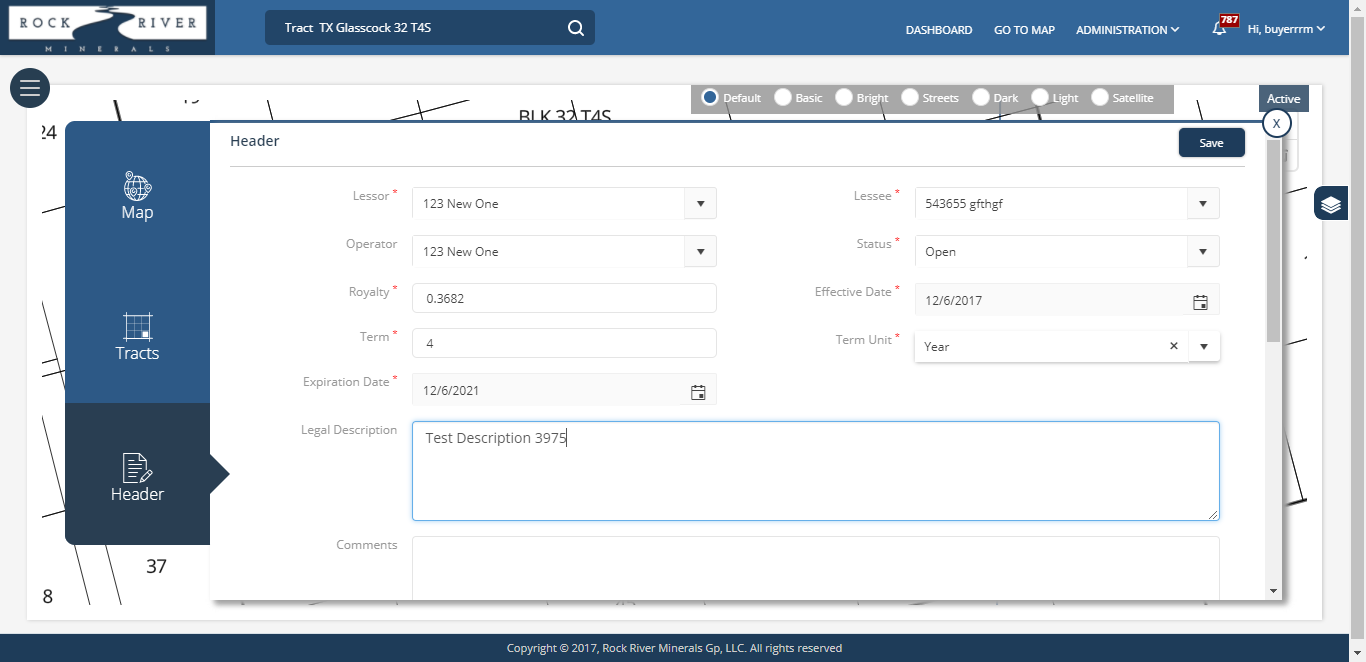 ROCK RIVER
MINERALS
Tract TX Glasscock 32 T4S
DASHBOARD GO TO MAP ADMINISTRATION 787 Hi, buyerrrm
Default Basic Bright Streets Dark Light Satellite Active
BLK 32 T4S
24
X
Header Save
Map
Tracts
Header
Lessor * 123 New One Lessee * 543655 gfthgf
Operator 123 New One Status * Open
Royalty * 0.3682 Effective Date * 12/6/2017
Term * 4 Term Unit * Year ×
Expiration Date * 12/6/2021
Legal Description Test Description 3975
Comments
37
8
Copyright © 2017, Rock River Minerals Gp, LLC. All rights reserved